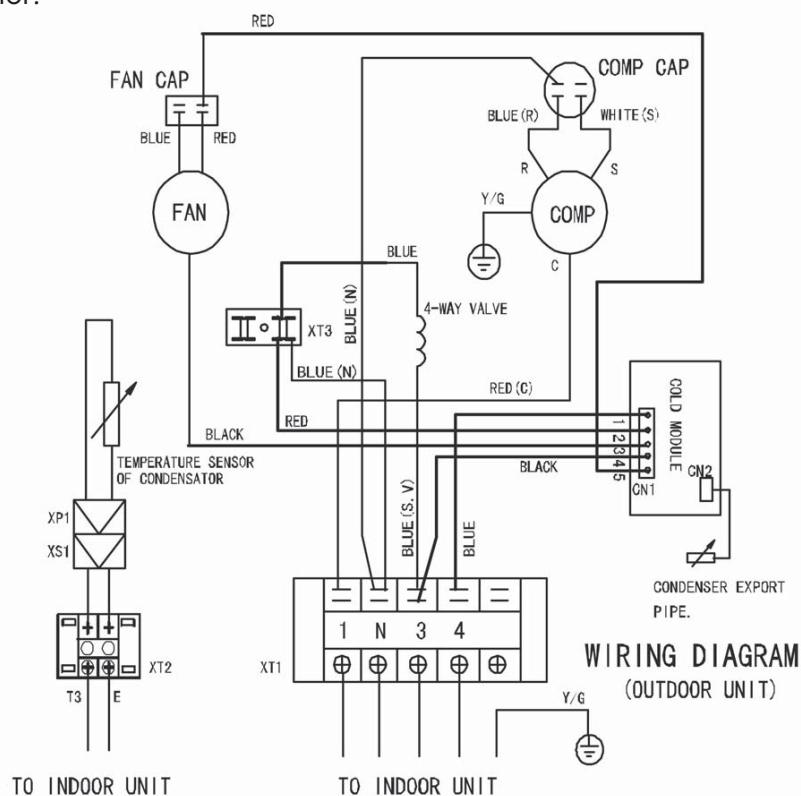 RED
FAN CAP
COMP CAP
BLUE
RED
BLUE(R)
WHITE(S)
R
S
FAN
Y/G
COMP
C
BLUE
BLUE(N)
4-WAY VALVE
XT3
BLUE(N)
RED(C)
RED
BLACK
COLD MODULE
1
2
3
4
5
CN1
CN2
BLACK
TEMPERATURE SENSOR
OF CONDENSATOR
XP1
XS1
BLUE(S.V)
BLUE
CONDENSER EXPORT
PIPE.
1 N 3 4
XT1
WIRING DIAGRAM
(OUTDOOR UNIT)
XT2
T3 E
Y/G
TO INDOOR UNIT
TO INDOOR UNIT